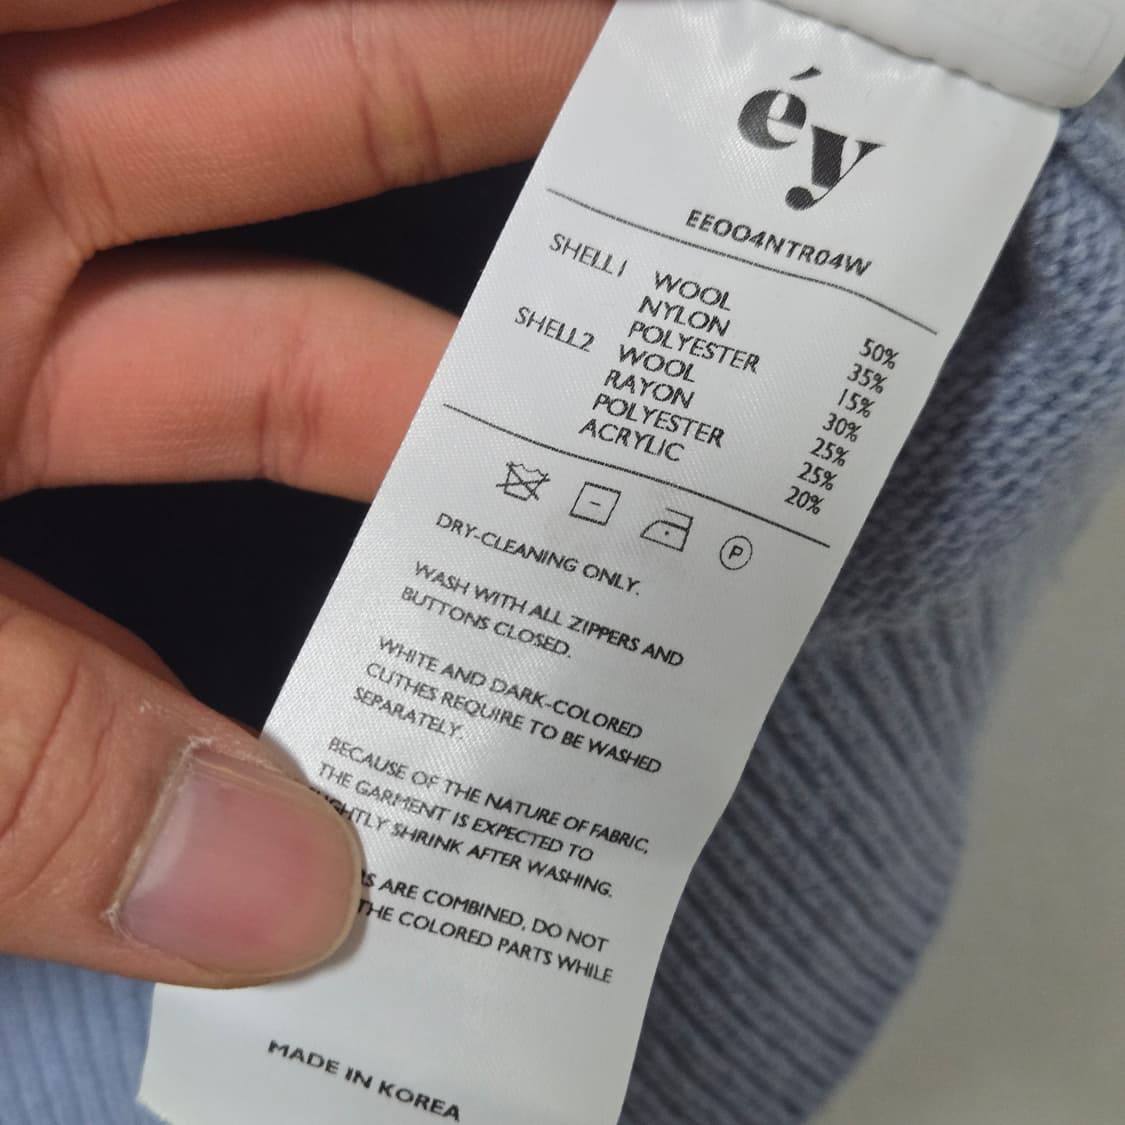 éy
EE004NTR04W
SHELL1 WOOL 50%
NYLON 35%
POLYESTER 15%
SHELL2 WOOL 30%
RAYON 25%
POLYESTER 25%
ACRYLIC 20%
P
DRY-CLEANING ONLY.
WASH WITH ALL ZIPPERS AND
BUTTONS CLOSED.
WHITE AND DARK-COLORED
CLITHES REQUIRE TO BE WASHED
SEPARATELY.
BECAUSE OF THE NATURE OF FABRIC,
THE GARMENT IS EXPECTED TO
SHRINK AFTER WASHING.
ARE COMBINED, DO NOT
THE COLORED PARTS WHILE
MADE IN KOREA